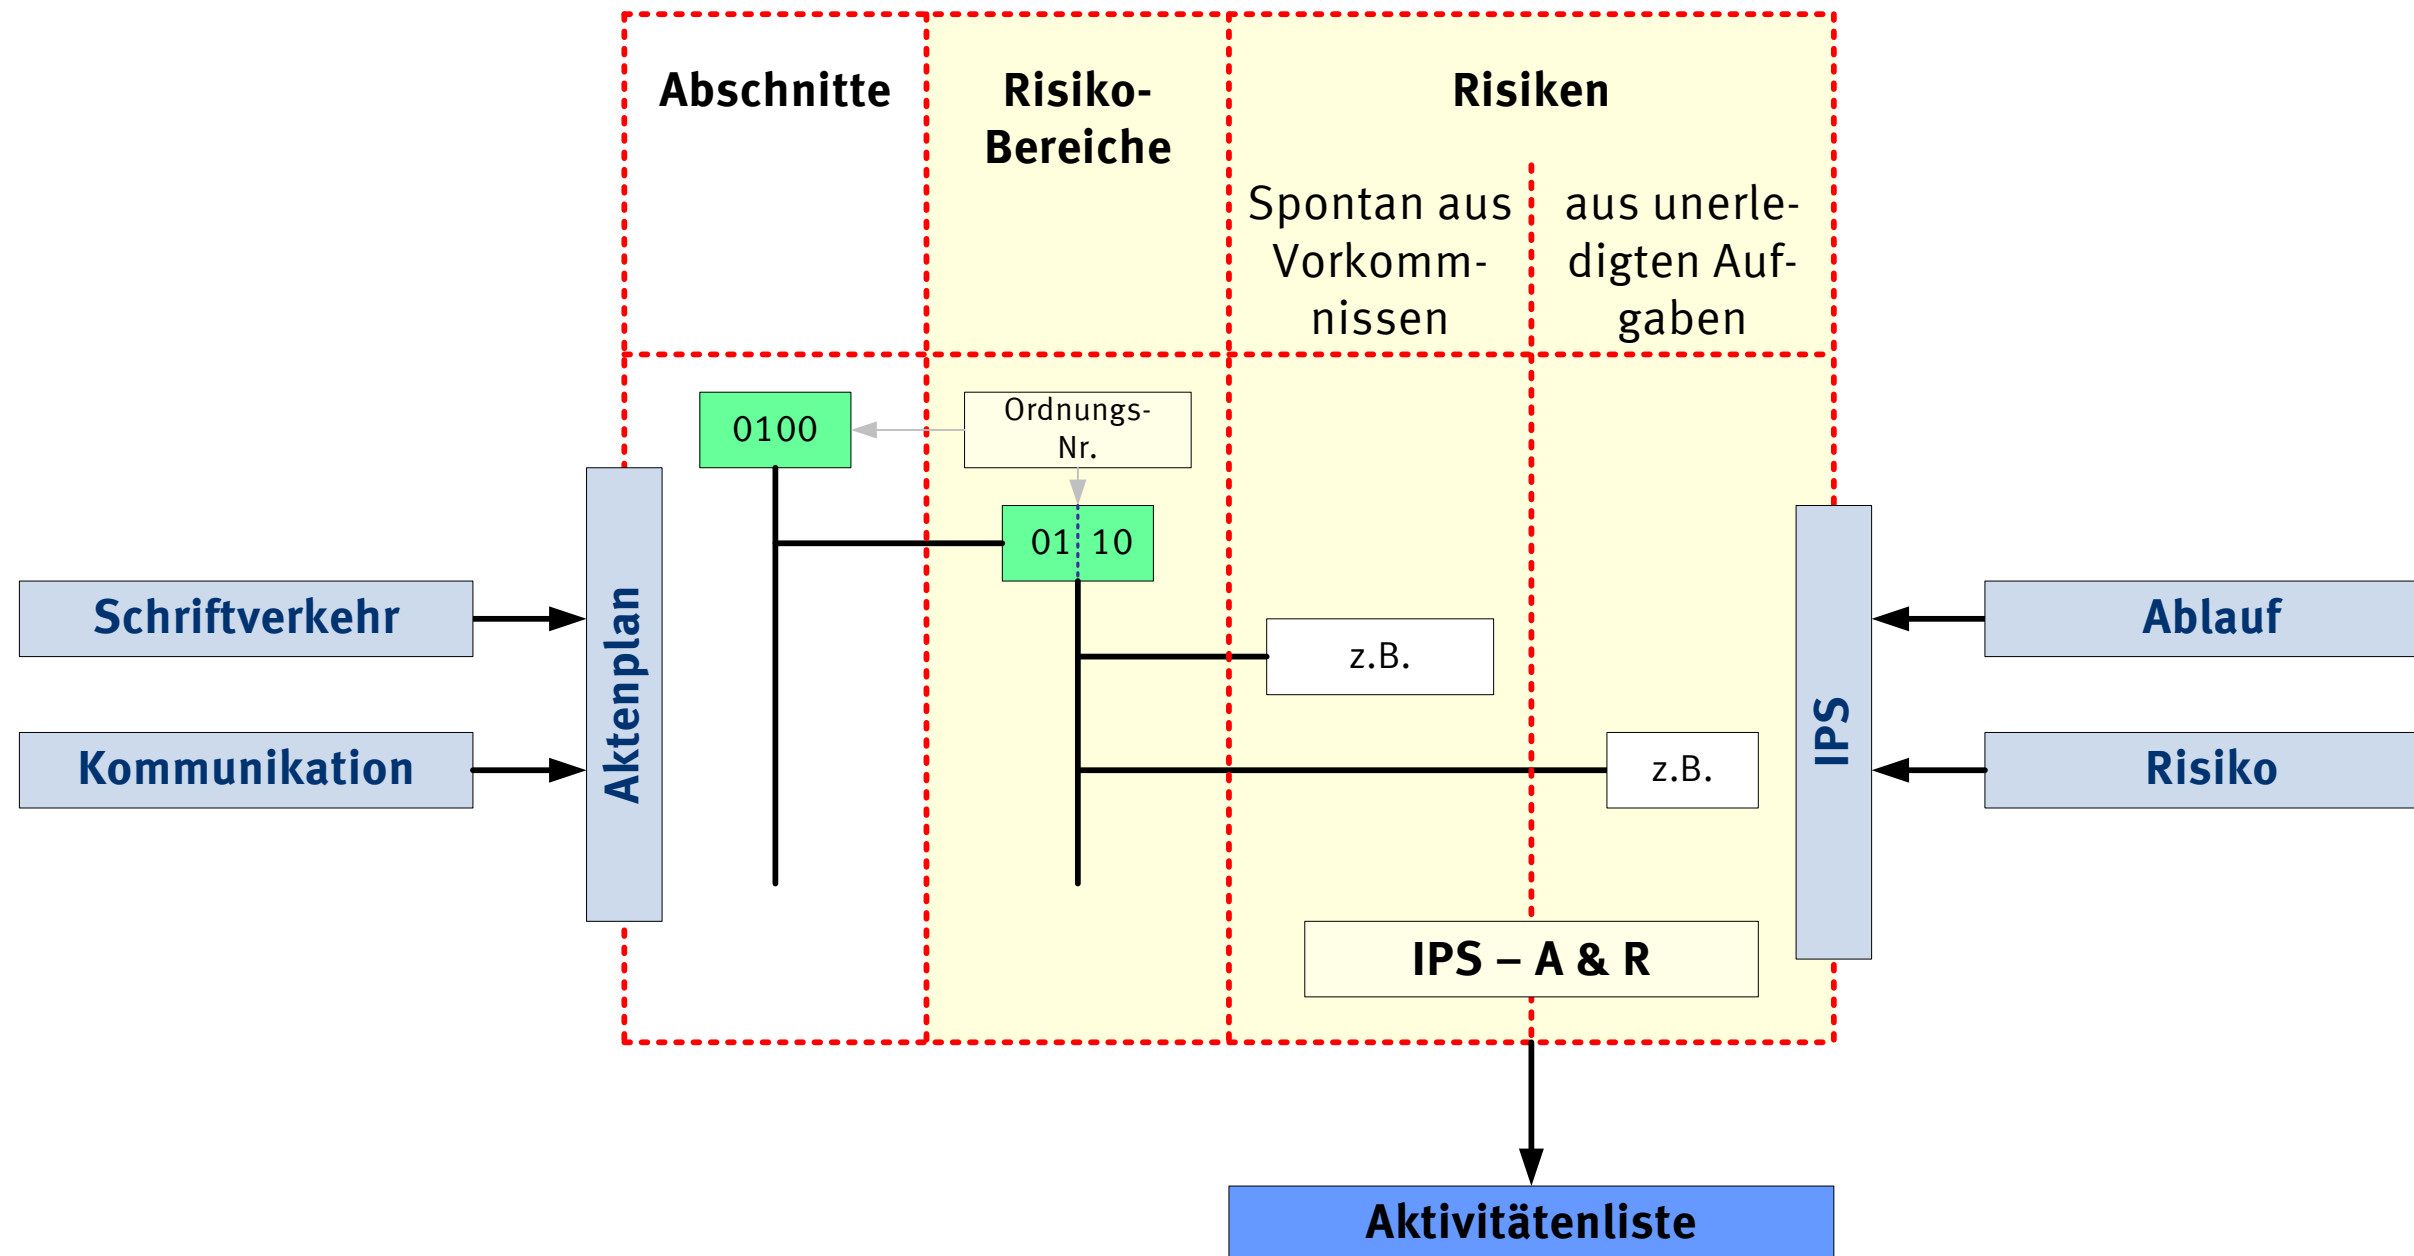 Abschnitte
Risiko-
Bereiche
Risiken
Spontan aus
Vorkomm-
nissen
aus unerle-
digten Auf-
gaben
0100
Ordnungs-
Nr.
01 10
Schriftverkehr
Kommunikation
Aktenplan
z.B.
z.B.
IPS
Ablauf
Risiko
IPS – A & R
Aktivitätenliste